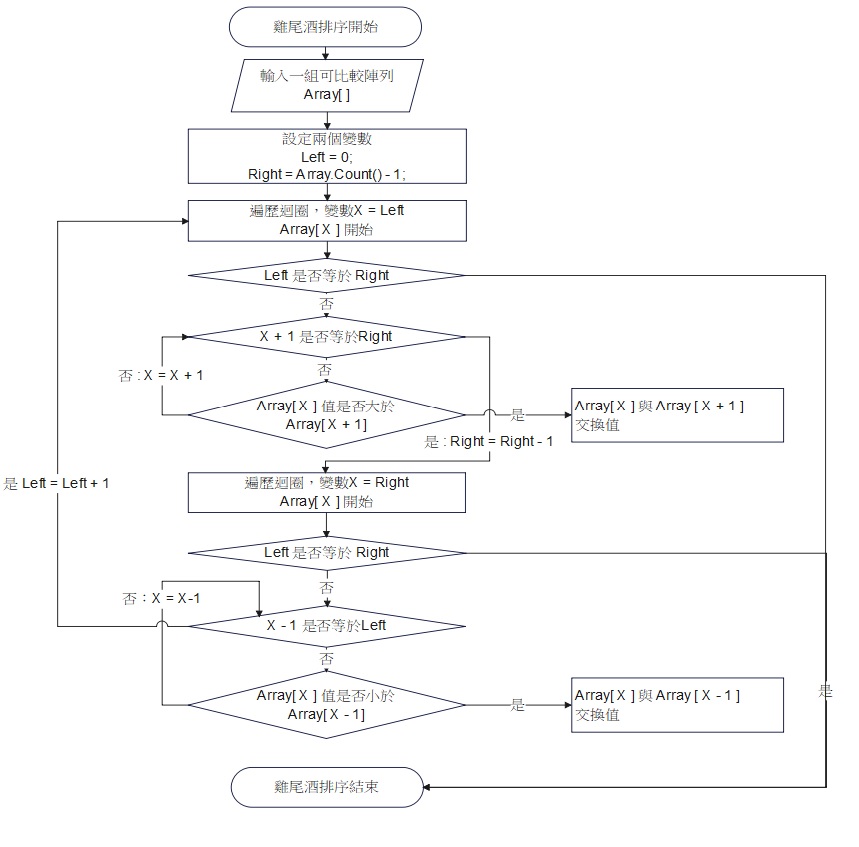 雞尾酒排序開始
輸入一組可比較陣列
Array[ ]
設定兩個變數
Left = 0;
Right = Array.Count() - 1;
遍歷迴圈，變數X = Left
Array[ X ] 開始
Left 是否等於 Right
否
X + 1 是否等於Right
否
否 : X = X + 1
Array[ X ] 值是否大於
Array[X + 1]
是
Array[ X ] 與 Array [ X + 1 ]
交換值
是 : Right = Right - 1
是 Left = Left + 1
遍歷迴圈，變數X = Right
Array[ X ] 開始
Left 是否等於 Right
否
否：X = X-1
X - 1 是否等於Left
否
Array[ X ] 值是否小於
Array[X - 1]
是
Array[ X ] 與 Array [ X - 1 ]
交換值
是
雞尾酒排序結束